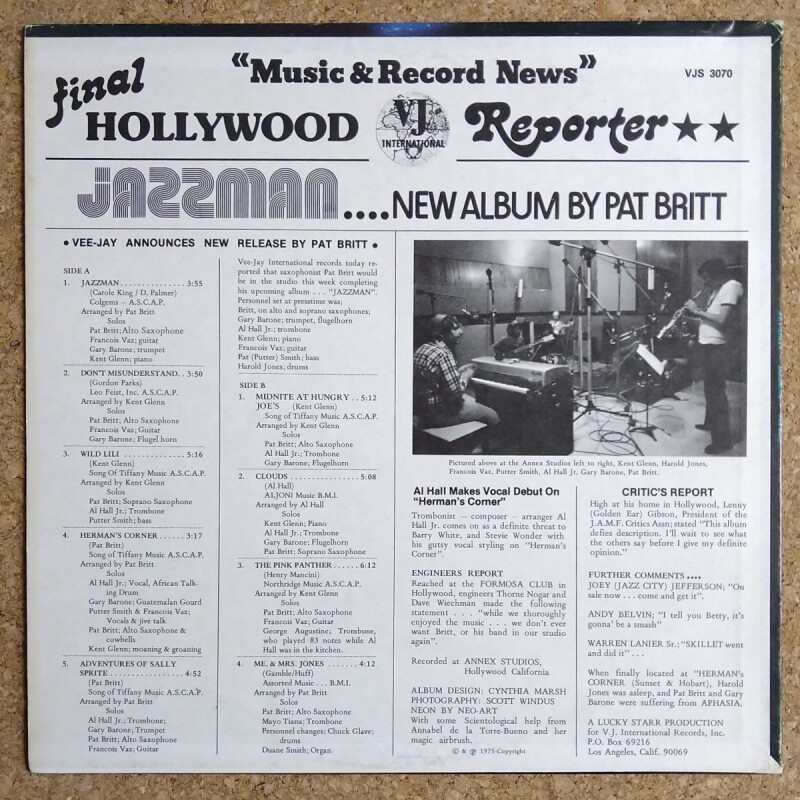 “Music & Record News”
VJS 3070
final
HOLLYWOOD
VJ
INTERNATIONAL
Reporter★★
JAZZMAN....NEW ALBUM BY PAT BRITT
• VEE-JAY ANNOUNCES NEW RELEASE BY PAT BRITT •
SIDE A
1. JAZZMAN . . . . . . . . . . . . . . . 3:55
(Carole King / D. Palmer)
Colgems — A.S.C.A.P.
Arranged by Pat Britt
Solos
Pat Britt; Alto Saxophone
Francois Vaz; guitar
Gary Barone; trumpet
Kent Glenn; piano
2. DON'T MISUNDERSTAND. . 3:50
(Gordon Parks)
Leo Feist, Inc. A.S.C.A.P.
Arranged by Kent Glenn
Solos
Pat Britt; Alto Saxophone
Francois Vaz; Guitar
Gary Barone; Flugel horn
3. WILD LILI . . . . . . . . . . . . . 5:16
(Kent Glenn)
Song Of Tiffany Music A.S.C.A.P.
Arranged by Kent Glenn
Solos
Pat Britt; Soprano Saxophone
Al Hall Jr.; Trombone
Putter Smith; bass
4. HERMAN'S CORNER . . . . . . 3:17
(Pat Britt)
Song of Tiffany Music A.S.C.A.P.
Arranged by Pat Britt
Solos
Al Hall Jr.; Vocal, African Talk-
ing Drum
Gary Barone; Guatemalan Gourd
Putter Smith & Francois Vaz;
Vocals & jive talk
Pat Britt; Alto Saxophone &
cowbells
Kent Glenn; moaning & groaning
5. ADVENTURES OF SALLY
SPRITE . . . . . . . . . . . . . . . . 4:52
(Pat Britt)
Song of Tiffany Music A.S.C.A.P.
Arranged by Pat Britt
Solos
Al Hall Jr.; Trombone;
Gary Barone; Trumpet
Pat Britt; Alto Saxophone
Francois Vaz; Guitar
Vee-Jay International records today re-
ported that saxophonist Pat Britt would
be in the studio this week completing
his upcoming album . . . "JAZZMAN".
Personnel set at presstime was;
Britt, on alto and soprano saxophones;
Gary Barone; trumpet, flugelhorn
Al Hall Jr.; trombone
Kent Glenn; piano
Francois Vaz; guitar
Pat (Putter) Smith; bass
Harold Jones; drums
SIDE B
1. MIDNITE AT HUNGRY . . 5:12
JOE'S (Kent Glenn)
Song of Tiffany Music A.S.C.A.P.
Arranged by Kent Glenn
Solos
Pat Britt; Alto Saxophone
Al Hall Jr.; Trombone
Gary Barone; Flugelhorn
2. CLOUDS . . . . . . . . . . . . . . . . 5:08
(Al Hall)
ALJONI Music B.M.I.
Arranged by Al Hall
Solos
Kent Glenn; Piano
Al Hall Jr.; Trombone
Gary Barone; Flugelhorn
Pat Britt; Soprano Saxophone
3. THE PINK PANTHER . . . . . . 6:12
(Henry Mancini)
Northridge Music A.S.C.A.P.
Arranged by Kent Glenn
Solos
Pat Britt; Alto Saxophone
Francois Vaz; Guitar
George Augustine; Trombone,
who played 83 notes while Al
Hall was in the kitchen.
4. ME. & MRS. JONES . . . . . . . 4:12
(Gamble/Huff)
Assorted Music . . . B.M.I.
Arranged by Pat Britt
Solos
Pat Britt; Alto Saxophone
Mayo Tiana; Trombone
Personnel changes; Chuck Glave;
drums
Duane Smith; Organ
Pictured above at the Annex Studios left to right, Kent Glenn, Harold Jones,
Francois Vaz, Putter Smith, Al Hall Jr, Gary Barone, Pat Britt.
Al Hall Makes Vocal Debut On
"Herman's Corner"
Trombonist — composer — arranger Al
Hall Jr. comes on as a definite threat to
Barry White, and Stevie Wonder with
his gutsy vocal styling on "Herman's
Corner".
ENGINEERS REPORT
Reached at the FORMOSA CLUB in
Hollywood, engineers Thorne Nogar and
Dave Wiechman made the following
statement . . . "while we thoroughly
enjoyed the music . . . we don't ever
want Britt, or his band in our studio
again".
Recorded at ANNEX STUDIOS,
Hollywood California
ALBUM DESIGN: CYNTHIA MARSH
PHOTOGRAPHY: SCOTT WINDUS
NEON BY NEO-ART
With some Scientological help from
Annabel de la Torre-Bueno and her
magic airbrush.
© & ℗ 1975 Copyright
CRITIC'S REPORT
High at his home in Hollywood, Lenny
(Golden Ear) Gibson, President of the
J.A.M.F. Critics Assn; stated "This album
defies description. I'll wait to see what
the others say before I give my definite
opinion."
FURTHER COMMENTS ....
JOEY (JAZZ CITY) JEFFERSON; "On
sale now . . . come and get it".
ANDY BELVIN; "I tell you Betty, it's
gonna' be a smash"
WARREN LANIER Sr; "SKILLET went
and did it" . . .
When finally located at "HERMAN's
CORNER (Sunset & Hobart), Harold
Jones was asleep, and Pat Britt and Gary
Barone were suffering from APHASIA.
A LUCKY STARR PRODUCTION
for V.J. International Records, Inc.
P.O. Box 69216
Los Angeles, Calif. 90069